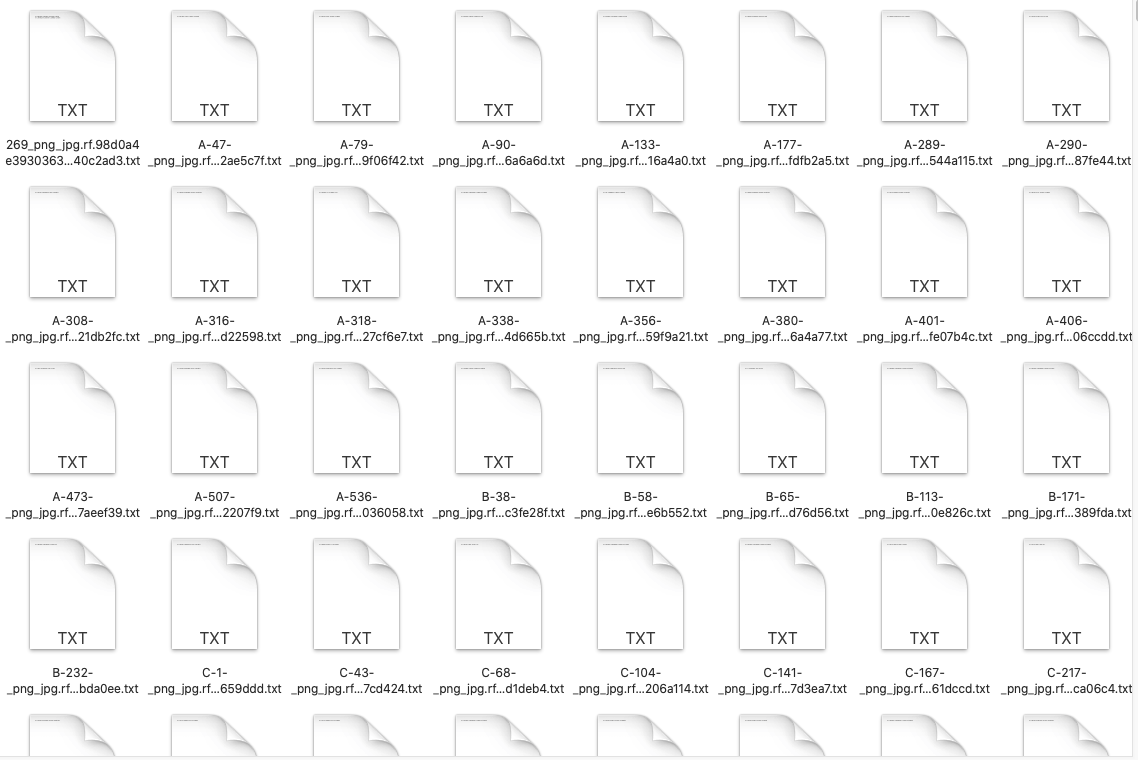 TXT
TXT
TXT
TXT
TXT
TXT
TXT
TXT
269_png_jpg.rf.98d0a4
e3930363...40c2ad3.txt
A-47-
_png_jpg.rf...2ae5c7f.txt
A-79-
_png_jpg.rf...9f06f42.txt
A-90-
_png_jpg.rf...6a6a6d.txt
A-133-
_png_jpg.rf...16a4a0.txt
A-177-
_png_jpg.rf...fdfb2a5.txt
A-289-
_png_jpg.rf...544a115.txt
A-290-
_png_jpg.rf...87fe44.txt
TXT
TXT
TXT
TXT
TXT
TXT
TXT
TXT
A-308-
_png_jpg.rf...21db2fc.txt
A-316-
_png_jpg.rf...d22598.txt
A-318-
_png_jpg.rf...27cf6e7.txt
A-338-
_png_jpg.rf...4d665b.txt
A-356-
_png_jpg.rf...59f9a21.txt
A-380-
_png_jpg.rf...6a4a77.txt
A-401-
_png_jpg.rf...fe07b4c.txt
A-406-
_png_jpg.rf...06ccdd.txt
TXT
TXT
TXT
TXT
TXT
TXT
TXT
TXT
A-473-
_png_jpg.rf...7aeef39.txt
A-507-
_png_jpg.rf...2207f9.txt
A-536-
_png_jpg.rf...036058.txt
B-38-
_png_jpg.rf...c3fe28f.txt
B-58-
_png_jpg.rf...e6b552.txt
B-65-
_png_jpg.rf...d76d56.txt
B-113-
_png_jpg.rf...0e826c.txt
B-171-
_png_jpg.rf...389fda.txt
TXT
TXT
TXT
TXT
TXT
TXT
TXT
TXT
B-232-
_png_jpg.rf...bda0ee.txt
C-1-
_png_jpg.rf...659ddd.txt
C-43-
_png_jpg.rf...7cd424.txt
C-68-
_png_jpg.rf...d1deb4.txt
C-104-
_png_jpg.rf...206a114.txt
C-141-
_png_jpg.rf...7d3ea7.txt
C-167-
_png_jpg.rf...61dccd.txt
C-217-
_png_jpg.rf...ca06c4.txt